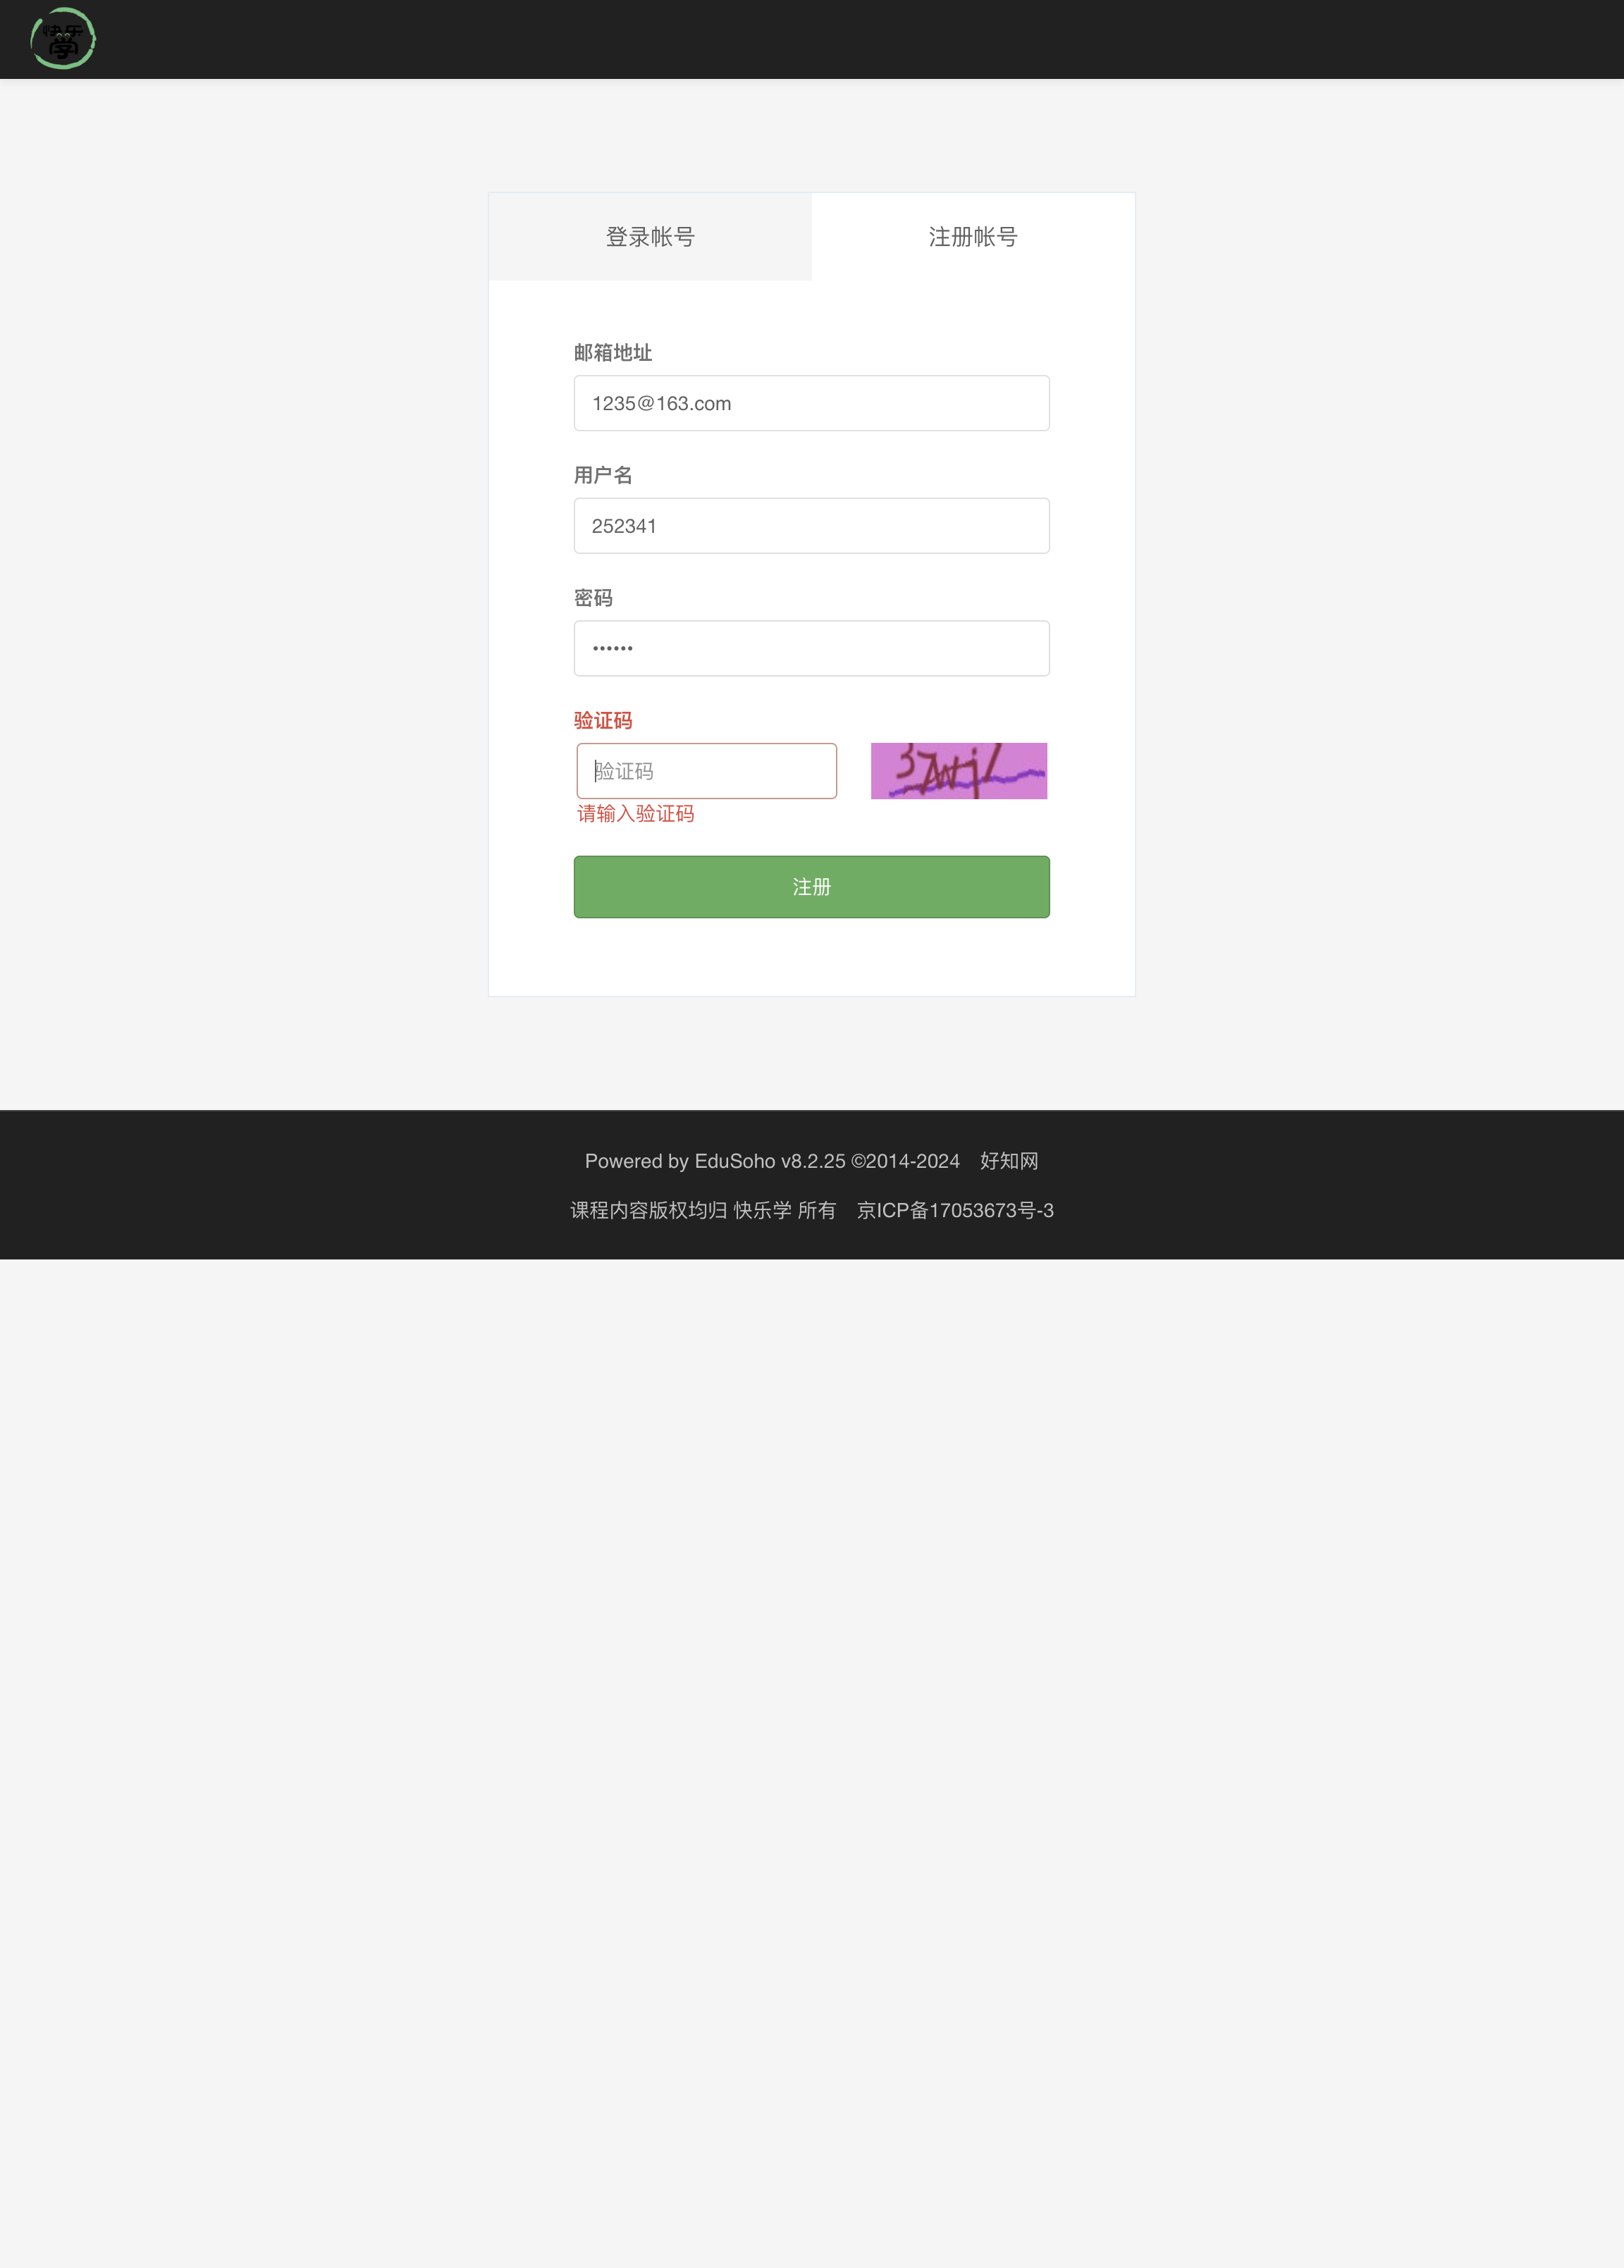 快乐
学
登录帐号
注册帐号
邮箱地址
1235@163.com
用户名
252341
密码
••••••
验证码
验证码
请输入验证码
注册
Powered by EduSoho v8.2.25 ©2014-2024 好知网
课程内容版权均归 快乐学 所有 京ICP备17053673号-3